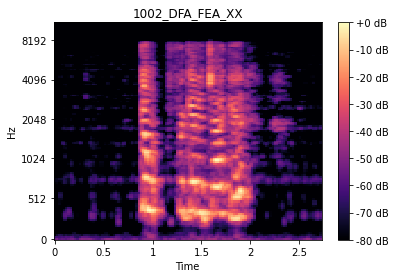 1002_DFA_FEA_XX
+0 dB
8192
-10 dB
4096
-20 dB
-30 dB
2048
Hz
-40 dB
1024
-50 dB
512
-60 dB
-70 dB
0
-80 dB
0 0.5 1 1.5 2 2.5
Time